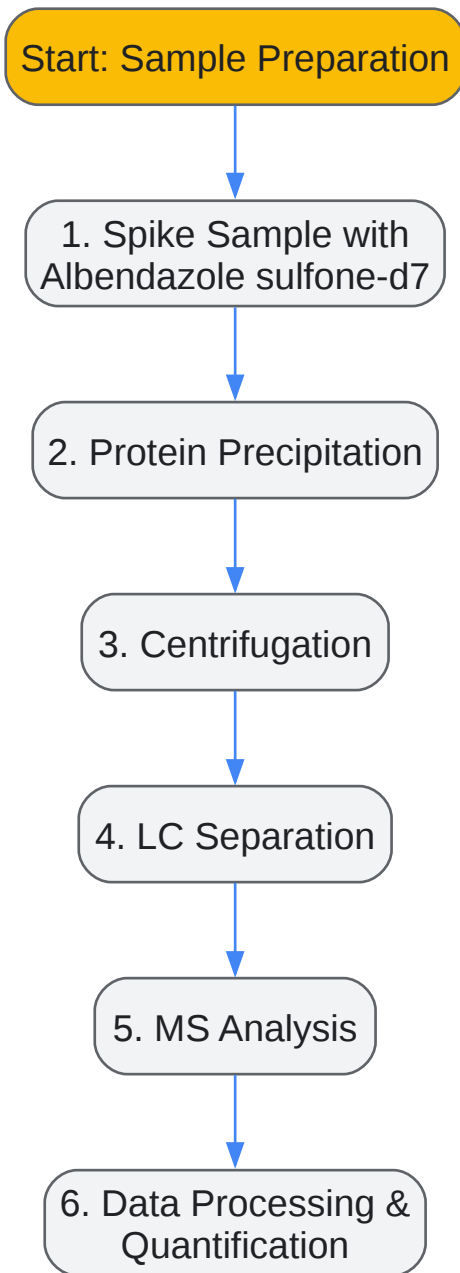 Start: Sample Preparation
1. Spike Sample with
Albendazole sulfone-d7
2. Protein Precipitation
3. Centrifugation
4. LC Separation
5. MS Analysis
6. Data Processing &
Quantification